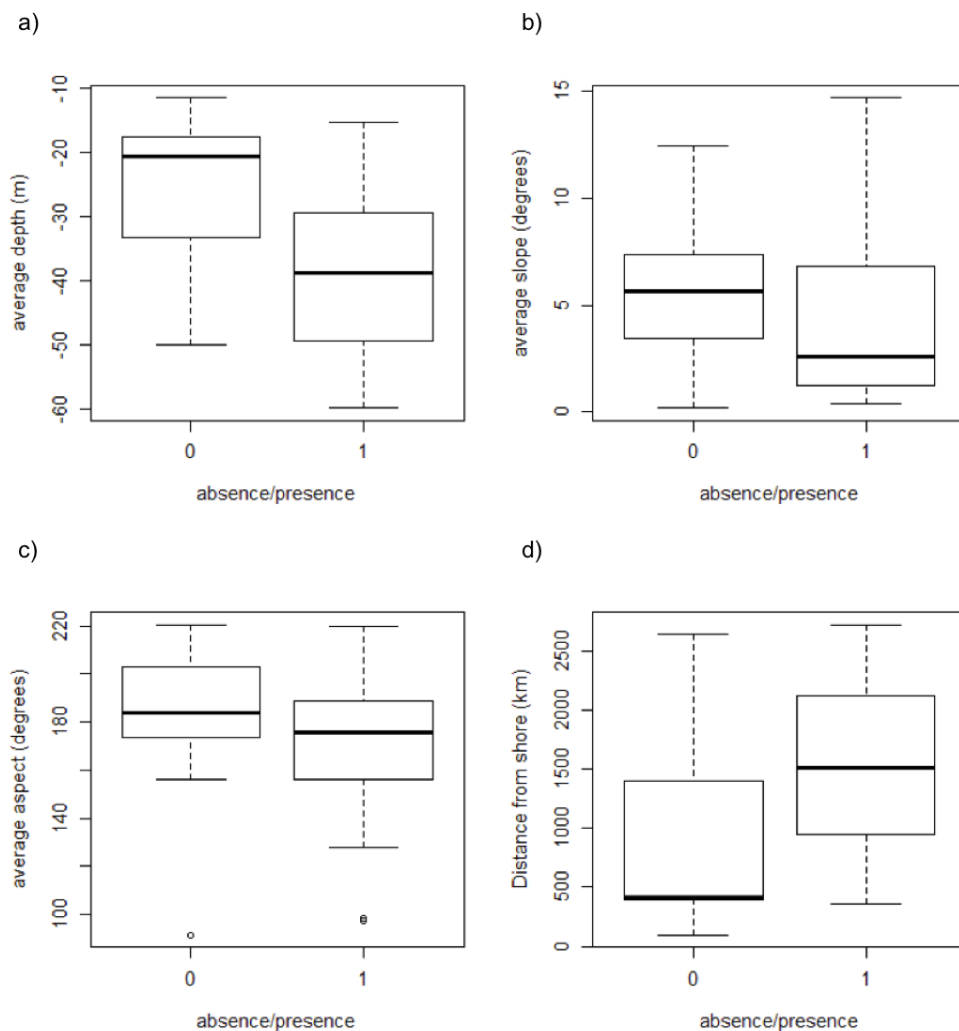 a)
average depth (m)
-10
-20
-30
-40
-50
-60
0
1
absence/presence
b)
average slope (degrees)
15
10
5
0
0
1
absence/presence
c)
average aspect (degrees)
220
180
140
100
0
1
absence/presence
d)
Distance from shore (km)
2500
2000
1500
1000
500
0
0
1
absence/presence